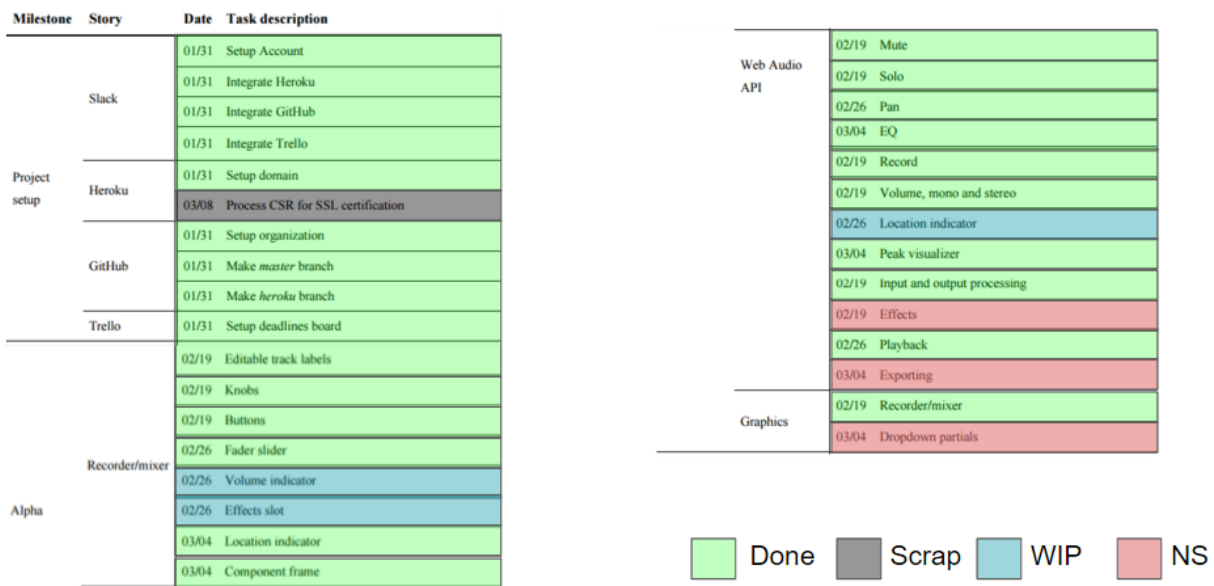 Milestone Story Date Task description
01/31 Setup Account
01/31 Integrate Heroku
Slack
01/31 Integrate GitHub
01/31 Integrate Trello
Project setup
01/31 Setup domain
Heroku
03/08 Process CSR for SSL certification
01/31 Setup organization
GitHub
01/31 Make master branch
01/31 Make heroku branch
Trello
01/31 Setup deadlines board
02/19 Editable track labels
02/19 Knobs
02/19 Buttons
02/26 Fader slider
Recorder/mixer
02/26 Volume indicator
Alpha
02/26 Effects slot
03/04 Location indicator
03/04 Component frame
Web Audio
API
02/19 Mute
02/19 Solo
02/26 Pan
03/04 EQ
02/19 Record
02/19 Volume, mono and stereo
02/26 Location indicator
03/04 Peak visualizer
02/19 Input and output processing
02/19 Effects
02/26 Playback
03/04 Exporting
Graphics
02/19 Recorder/mixer
03/04 Dropdown partials
Done Scrap WIP NS